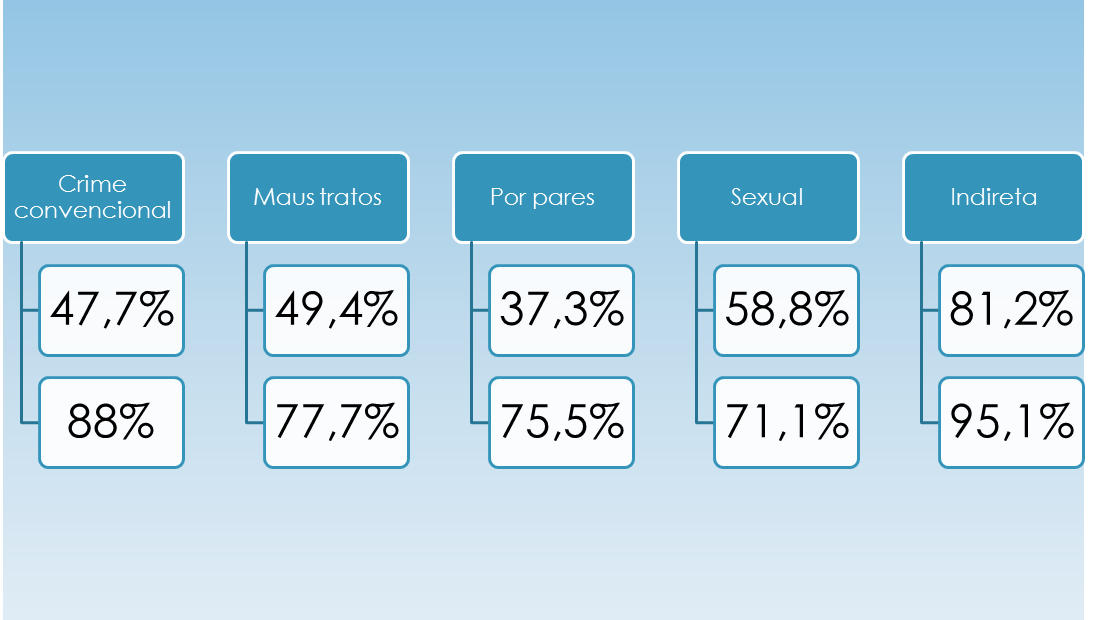 Crime
convencional
47,7%
88%
Maus tratos
49,4%
77,7%
Por pares
37,3%
75,5%
Sexual
58,8%
71,1%
Indireta
81,2%
95,1%